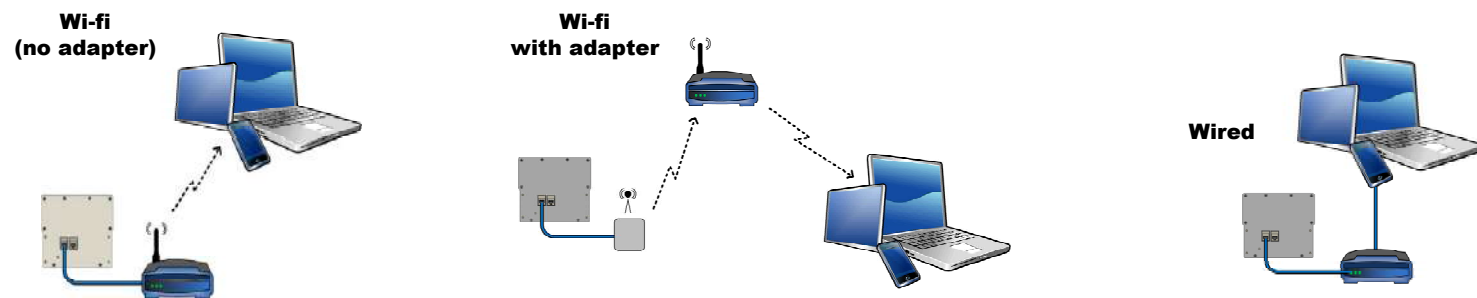 Wi-fi
(no adapter)
Wi-fi
with adapter
Wired